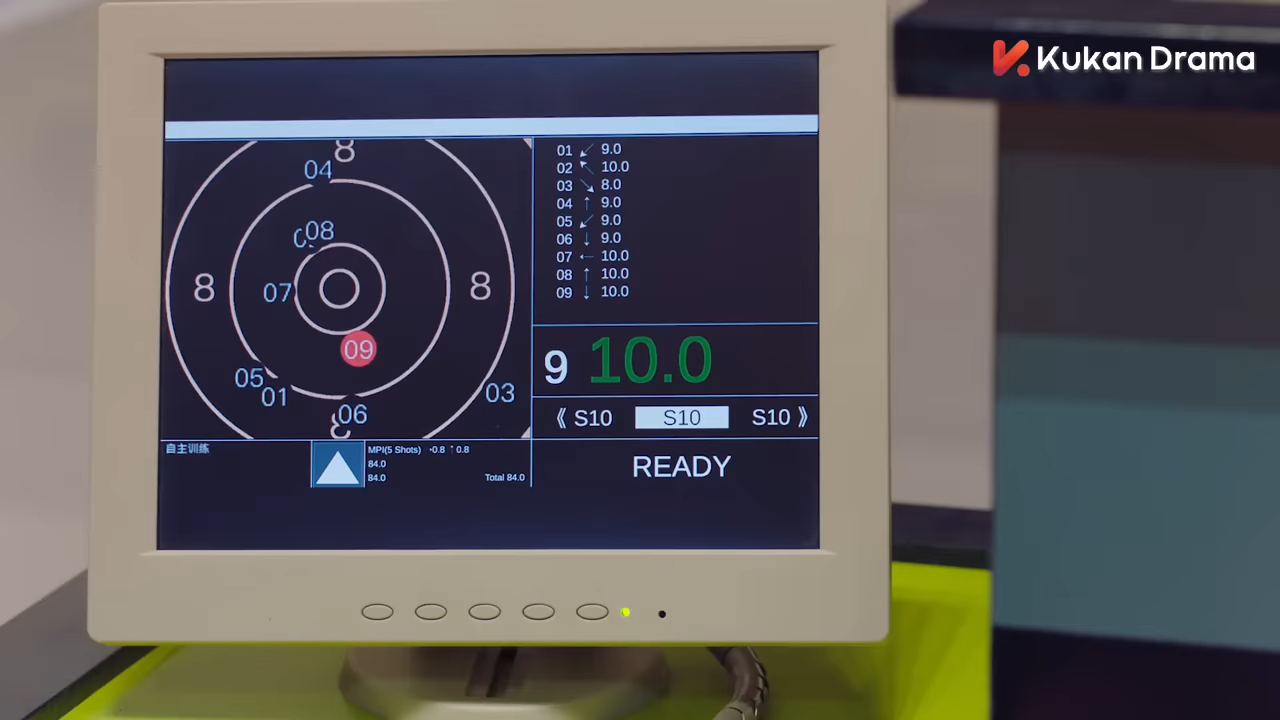 Kukan Drama
8
04
08
07
8
8
09
05
01
03
06
01 ↙ 9.0
02 ↖ 10.0
03 ↘ 8.0
04 ↑ 9.0
05 ↙ 9.0
06 ↓ 9.0
07 ← 10.0
08 ↑ 10.0
09 ↓ 10.0
9 10.0
《 S10 S10 S10 》
READY
自主训练
MPI(5 Shots) -0.8 ↑ 0.8
84.0
84.0 Total 84.0